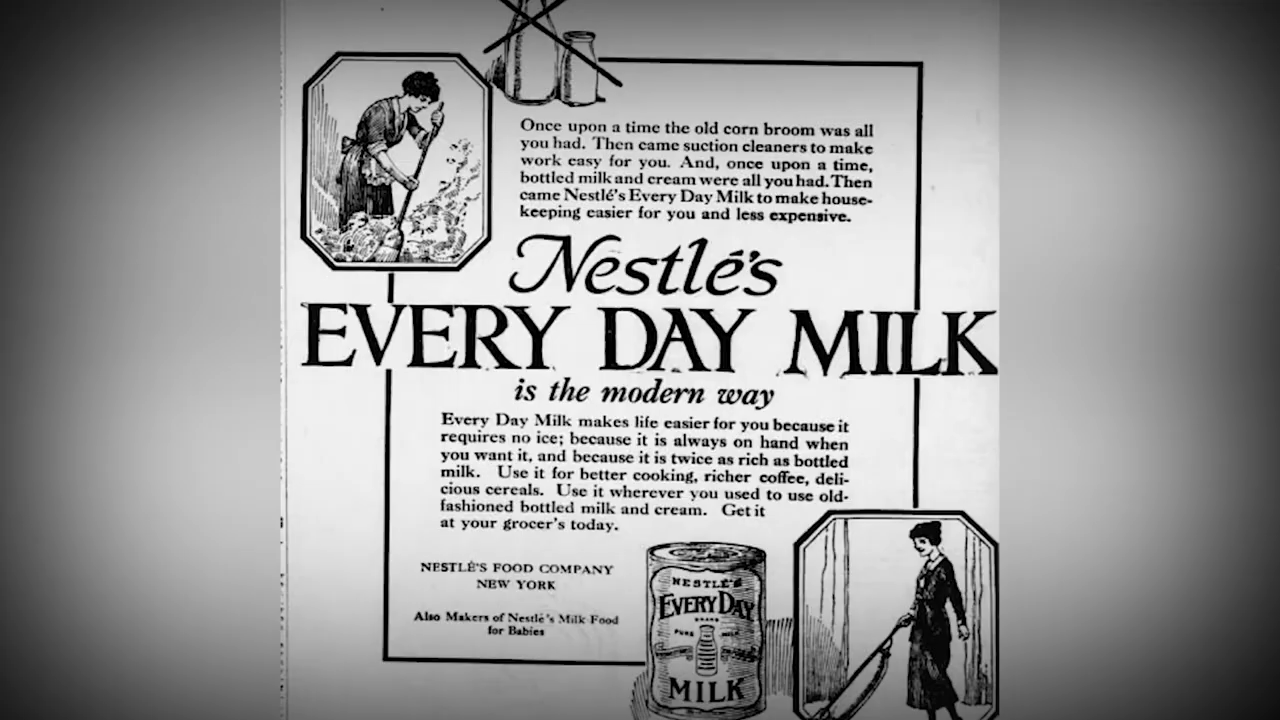 Once upon a time the old corn broom was all
you had. Then came suction cleaners to make
work easy for you. And, once upon a time,
bottled milk and cream were all you had. Then
came Nestlé's Every Day Milk to make house-
keeping easier for you and less expensive.
Nestlé's
EVERY DAY MILK
is the modern way
Every Day Milk makes life easier for you because it
requires no ice; because it is always on hand when
you want it, and because it is twice as rich as bottled
milk. Use it for better cooking, richer coffee, deli-
cious cereals. Use it wherever you used to use old-
fashioned bottled milk and cream. Get it
at your grocer's today.
NESTLÉ'S FOOD COMPANY
NEW YORK
Also Makers of Nestlé's Milk Food
for Babies
NESTLÉ'S
EVERY DAY
BRAND
PURE MILK
MILK